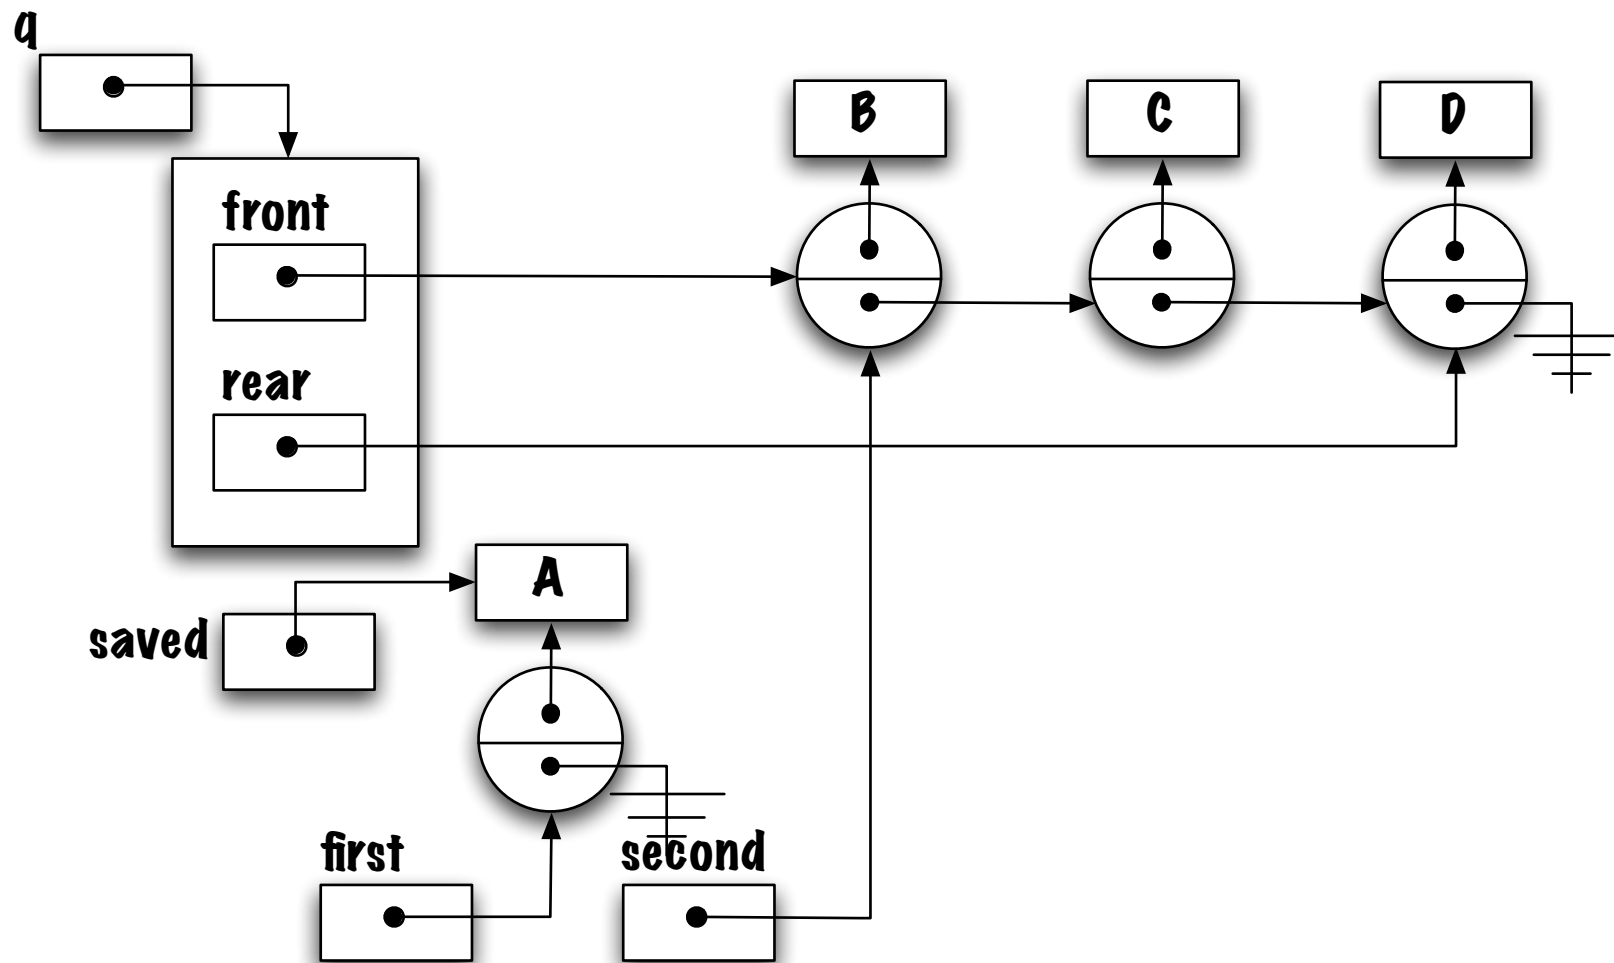 q
B
C
D
front
rear
A
saved
first
second